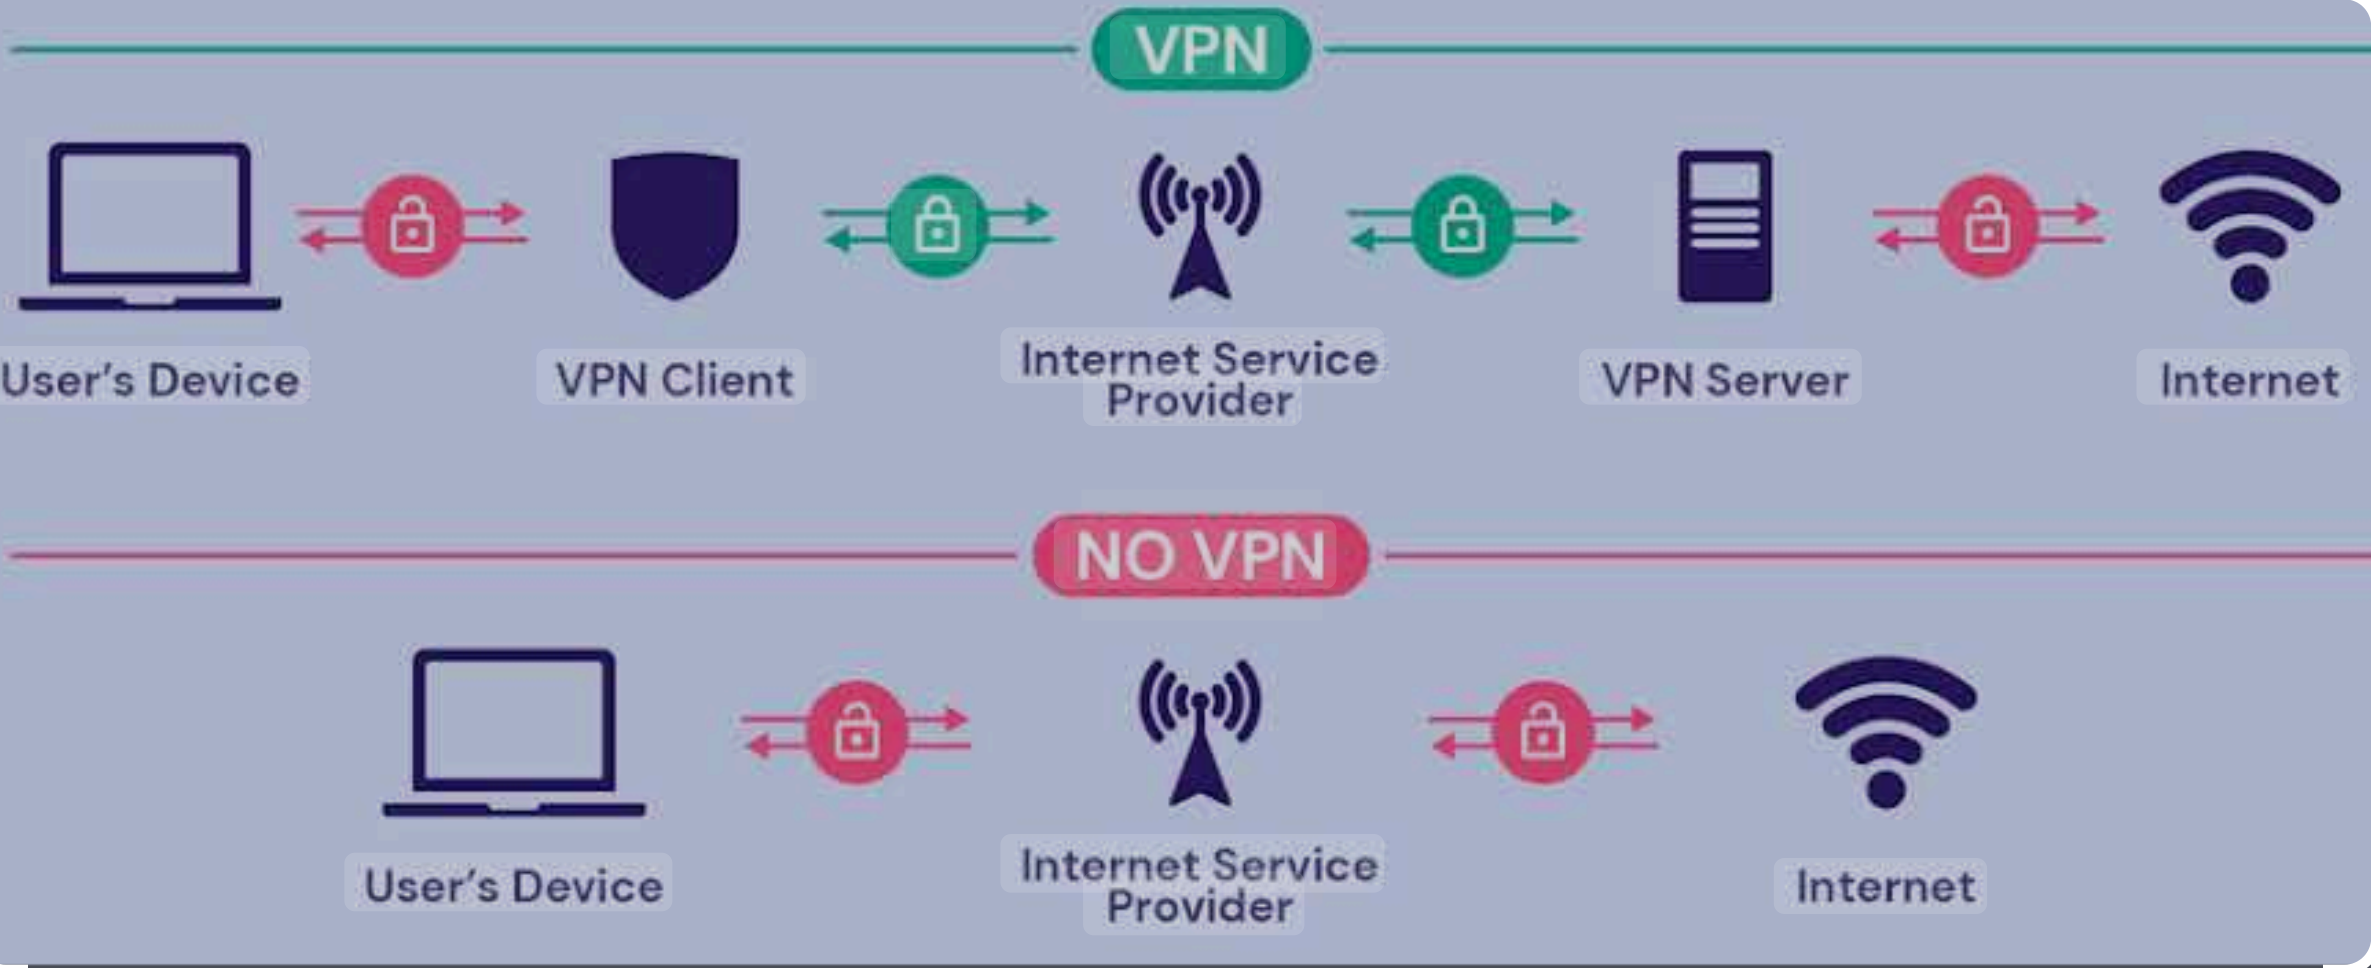 VPN
User's Device
VPN Client
Internet Service
Provider
VPN Server
Internet
NO VPN
User's Device
Internet Service
Provider
Internet